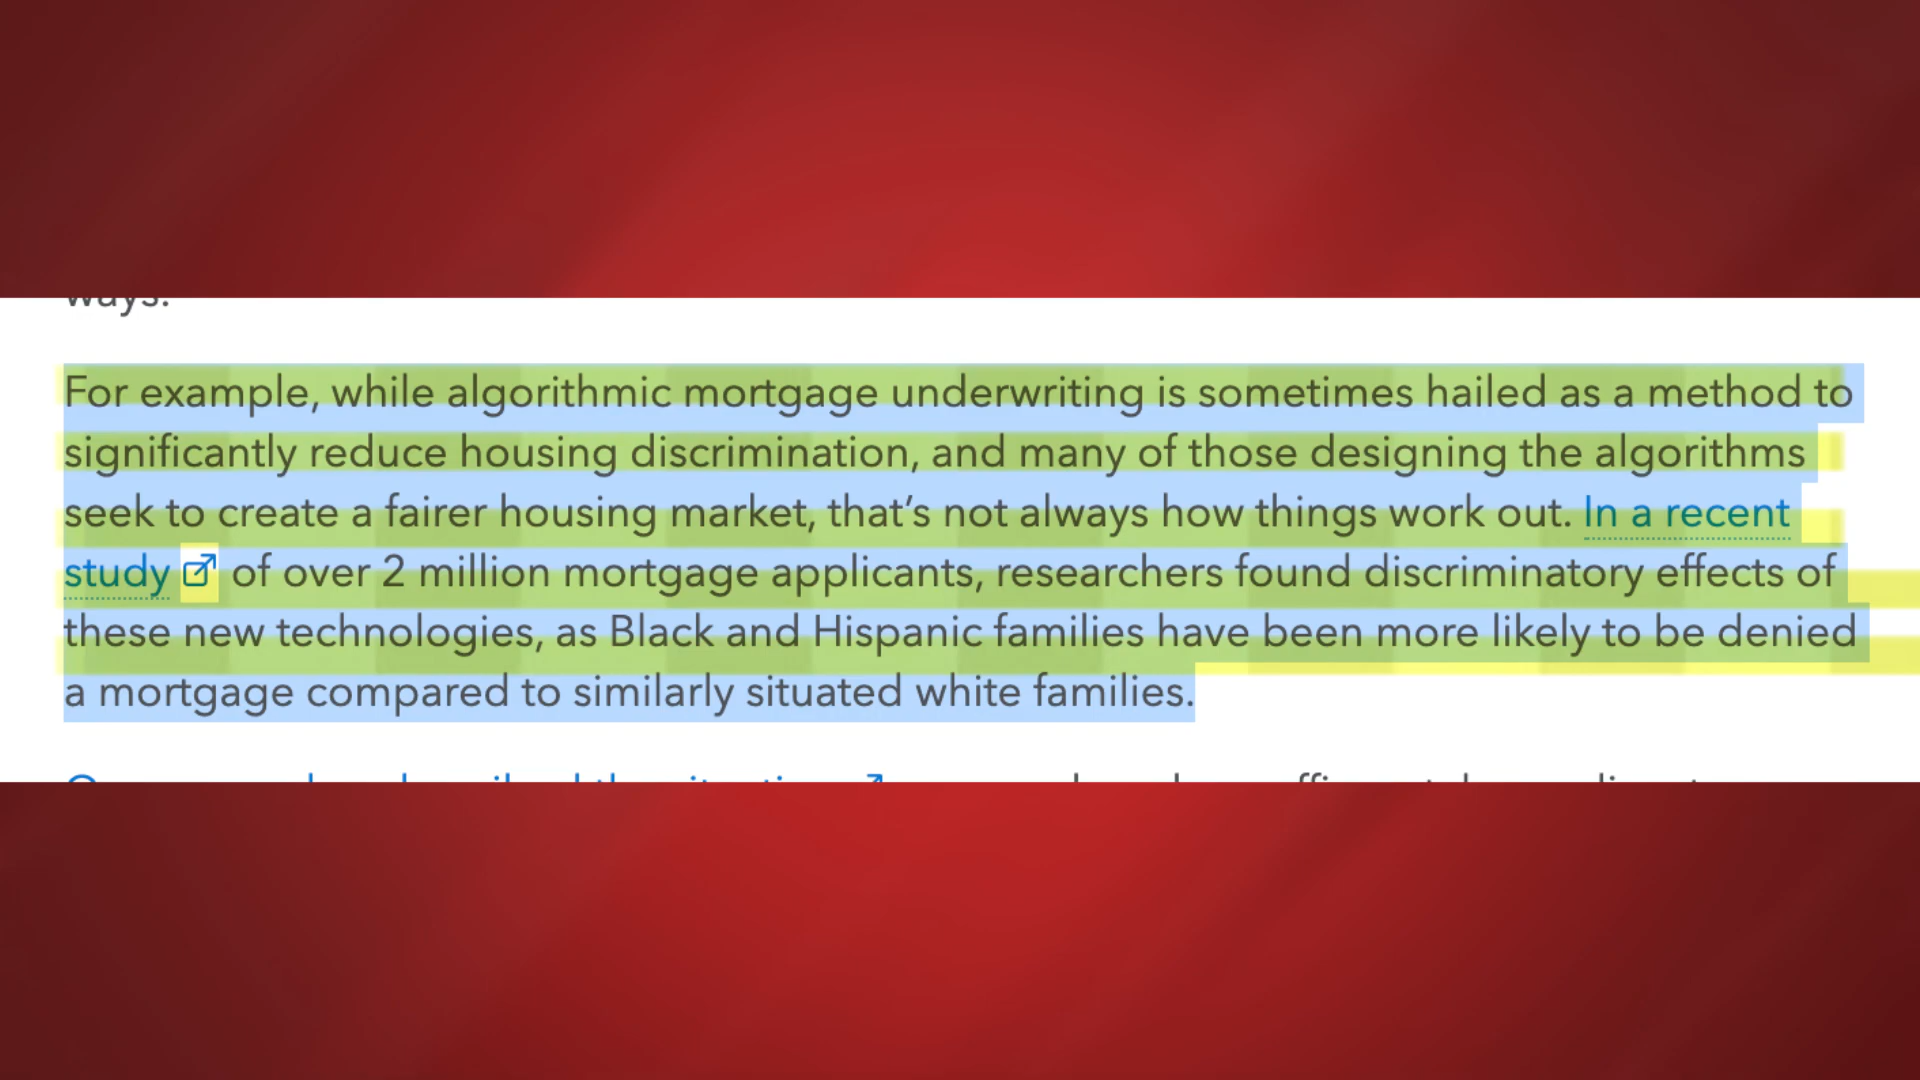 ways.
For example, while algorithmic mortgage underwriting is sometimes hailed as a method to
significantly reduce housing discrimination, and many of those designing the algorithms
seek to create a fairer housing market, that’s not always how things work out. In a recent
study of over 2 million mortgage applicants, researchers found discriminatory effects of
these new technologies, as Black and Hispanic families have been more likely to be denied
a mortgage compared to similarly situated white families.